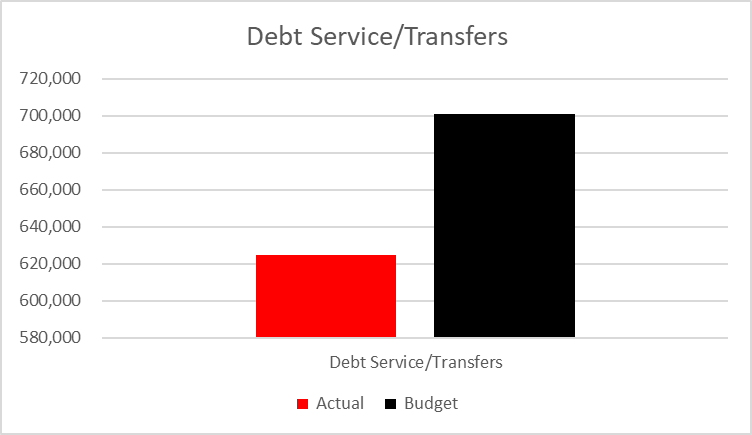 Debt Service/Transfers
720,000
700,000
680,000
660,000
640,000
620,000
600,000
580,000
Debt Service/Transfers
Actual Budget